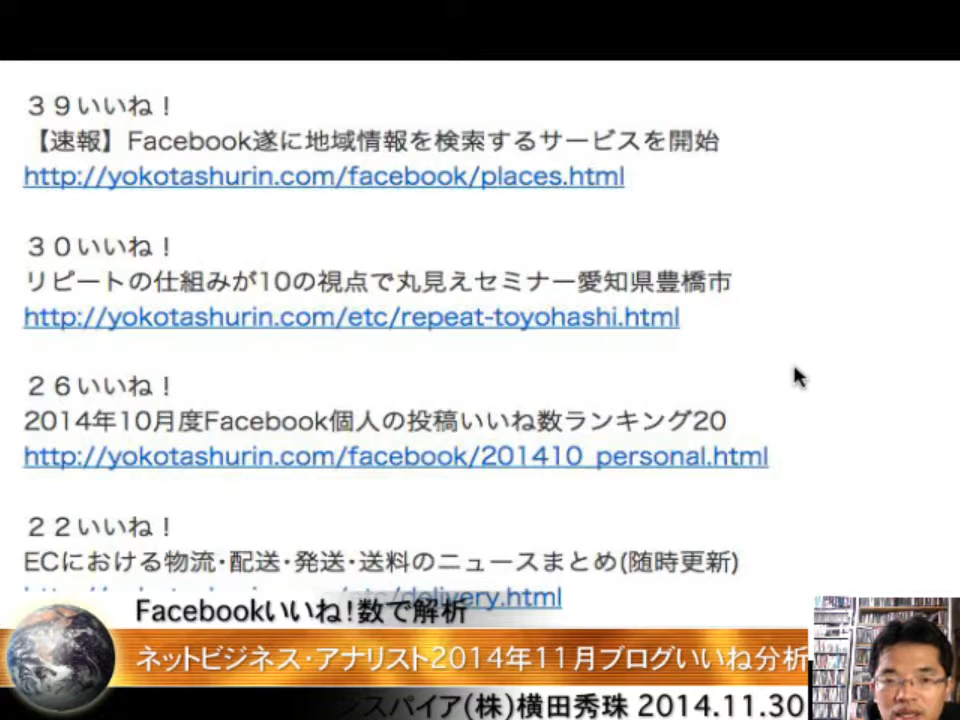 ３９いいね！
【速報】Facebook遂に地域情報を検索するサービスを開始
http://yokotashurin.com/facebook/places.html
３０いいね！
リピートの仕組みが10の視点で丸見えセミナー愛知県豊橋市
http://yokotashurin.com/etc/repeat-toyohashi.html
２６いいね！
2014年10月度Facebook個人の投稿いいね数ランキング20
http://yokotashurin.com/facebook/201410_personal.html
２２いいね！
ECにおける物流･配送･発送･送料のニュースまとめ(随時更新)
/etc/delivery.html
Facebookいいね！数で解析
ネットビジネス･アナリスト2014年11月ブログいいね分析
スパイア(株)横田秀珠 2014.11.30